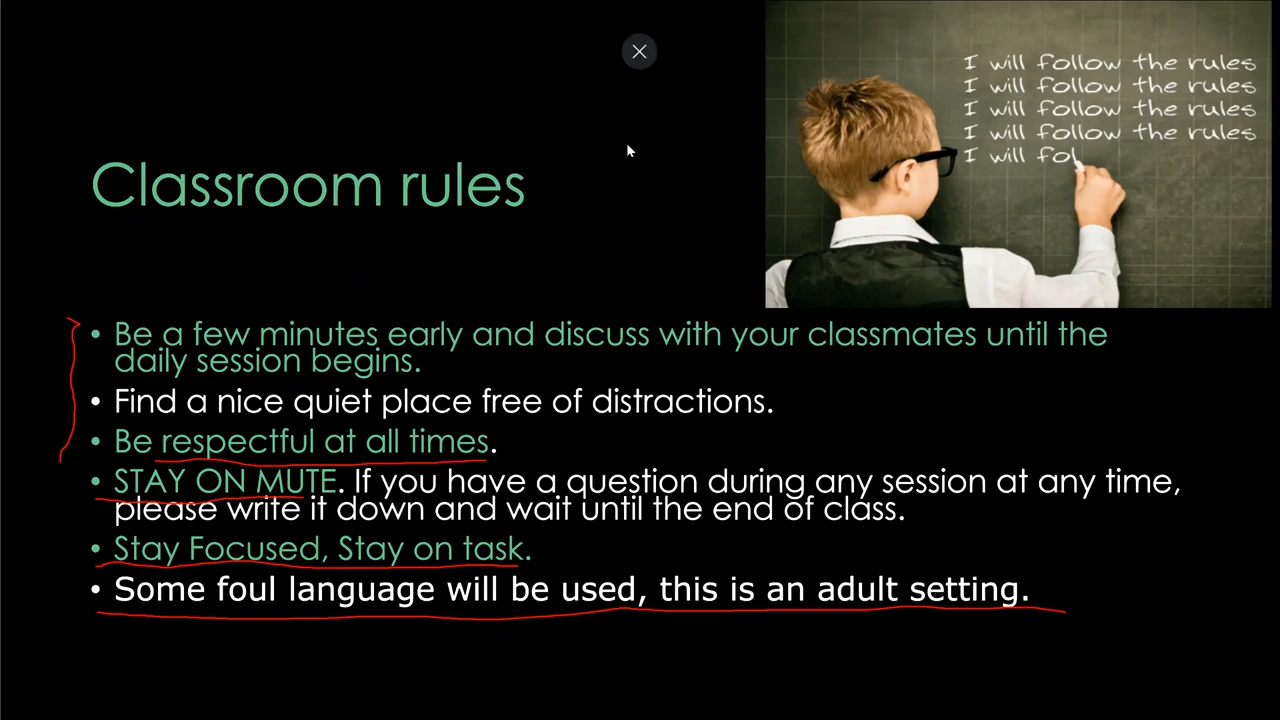 I will follow the rules
I will follow the rules
I will follow the rules
I will follow the rules
I will fol
Classroom rules
• Be a few minutes early and discuss with your classmates until the
daily session begins.
• Find a nice quiet place free of distractions.
• Be respectful at all times.
• STAY ON MUTE. If you have a question during any session at any time,
please write it down and wait until the end of class.
• Stay Focused, Stay on task.
• Some foul language will be used, this is an adult setting.